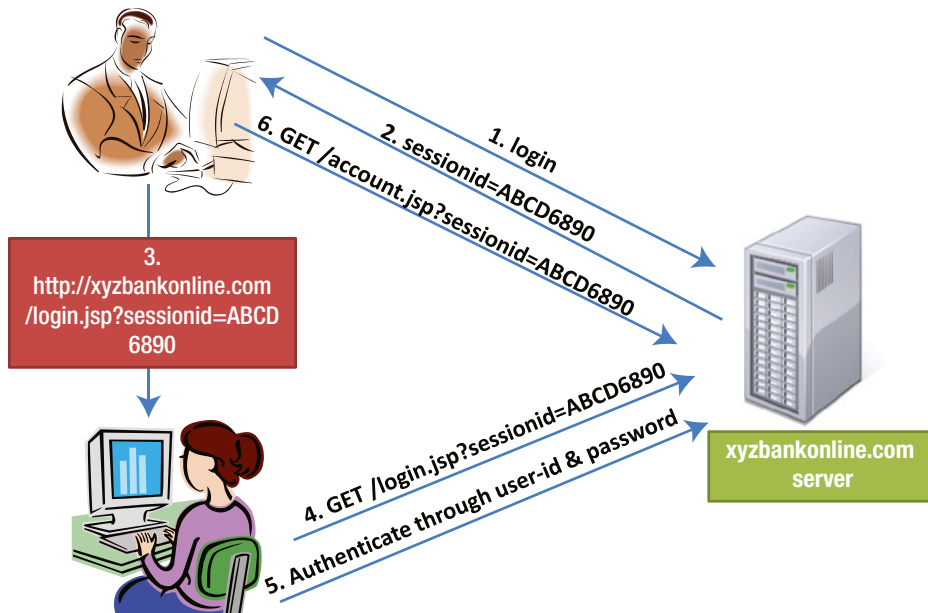 1. login
2. sessionid=ABCD6890
6. GET /account.jsp?sessionid=ABCD6890
3.
http://xyzbankonline.com
/login.jsp?sessionid=ABCD
6890
4. GET /login.jsp?sessionid=ABCD6890
5. Authenticate through user-id & password
xyzbankonline.com
server